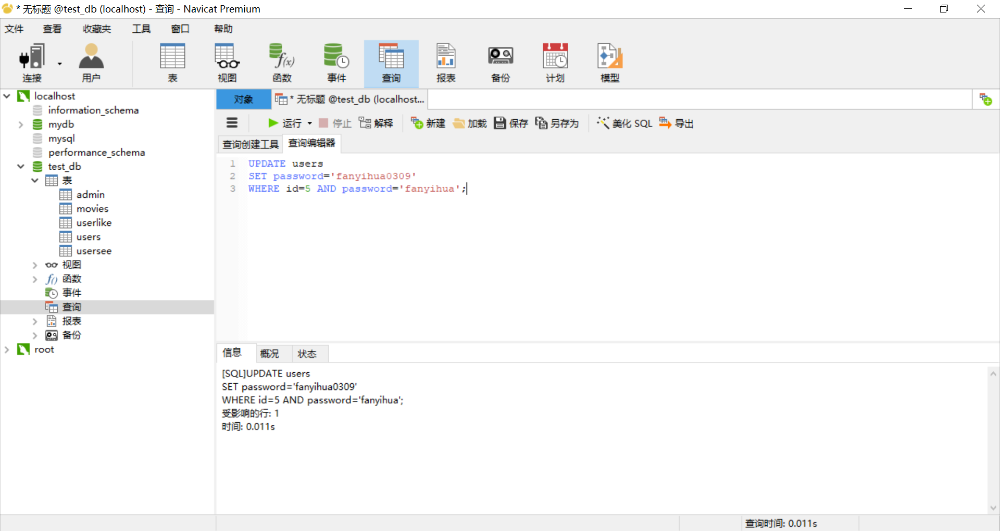 * 无标题 @test_db (localhost) - 查询 - Navicat Premium
文件 查看 收藏夹 工具 窗口 帮助
连接 用户 表 视图 函数 事件 查询 报表 备份 计划 模型
localhost
information_schema
mydb
mysql
performance_schema
test_db
表
admin
movies
userlike
users
usersee
视图
函数
事件
查询
报表
备份
root
对象 * 无标题 @test_db (localhost...
运行 停止 解释 新建 加载 保存 另存为 美化 SQL 导出
查询创建工具 查询编辑器
1 UPDATE users
2 SET password='fanyihua0309'
3 WHERE id=5 AND password='fanyihua';
信息 概况 状态
[SQL]UPDATE users
SET password='fanyihua0309'
WHERE id=5 AND password='fanyihua';
受影响的行: 1
时间: 0.011s
查询时间: 0.011s